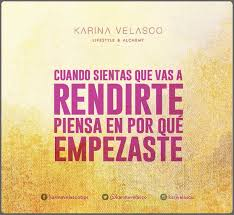 KARINA VELASCO
LIFESTYLE & ALCHEMY
CUANDO SIENTAS QUE VAS A
RENDIRTE
PIENSA EN POR QUÉ
EMPEZASTE